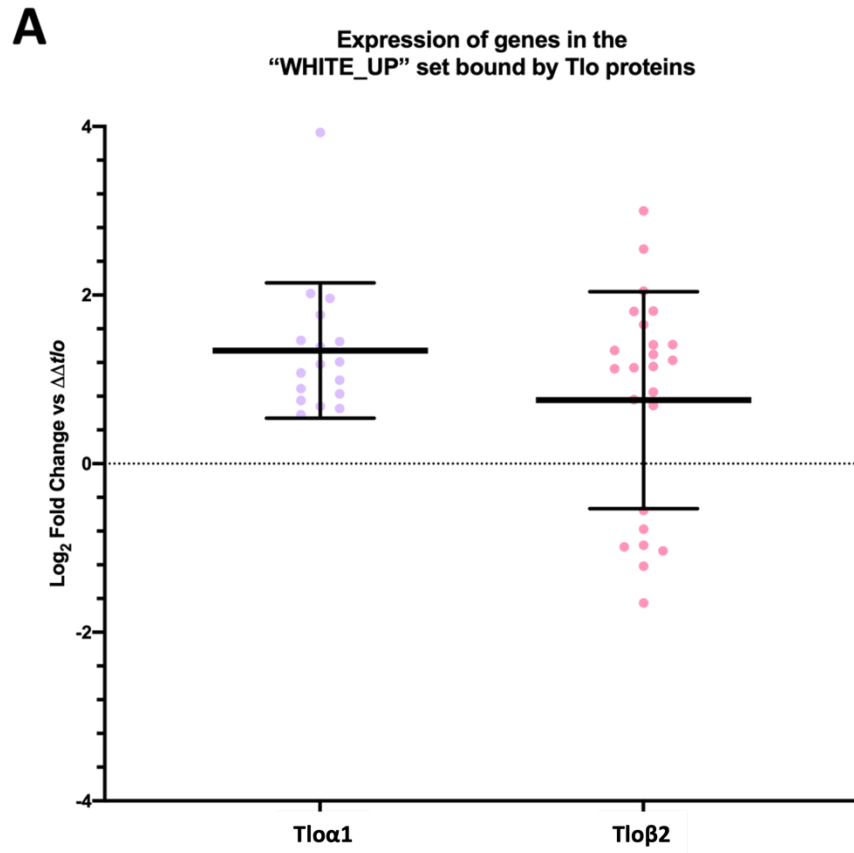 A
Expression of genes in the
“WHITE_UP” set bound by Tlo proteins
Log2 Fold Change vs ΔΔtlo
4
2
0
-2
-4
Tloα1
Tloβ2